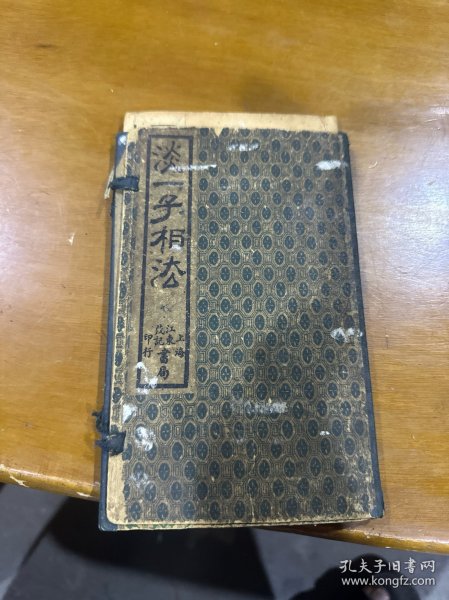 淡一子相法
上海
江東
茂記
書局
印行
孔夫子旧书网
www.kongfz.com